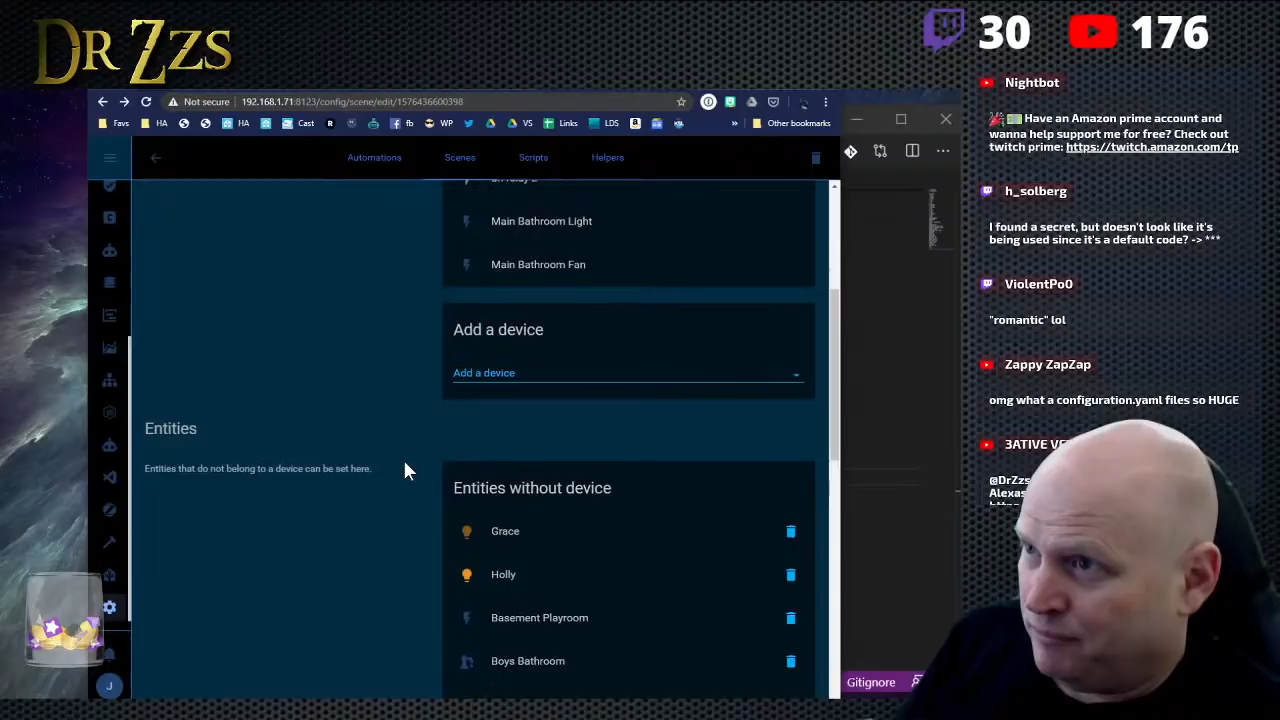 DR ZZS
30
176
Not secure
192.168.1.71:8123/config/scene/edit/1576436600398
Favs
HA
HA
Cast
fb
WP
VS
Links
LDS
Other bookmarks
Automations
Scenes
Scripts
Helpers
Main Bathroom Light
Main Bathroom Fan
Add a device
Add a device
Entities
Entities that do not belong to a device can be set here.
Entities without device
Grace
Holly
Basement Playroom
Boys Bathroom
J
Gitignore
Nightbot
Have an Amazon prime account and
wanna help support me for free? Check out
twitch prime: https://twitch.amazon.com/tp
h_solberg
I found a secret, but doesn't look like it's
being used since it's a default code? -> ***
ViolentPo0
"romantic" lol
Zappy ZapZap
omg what a configuration.yaml files so HUGE
3ATIVE
@DrZzs
Alexas